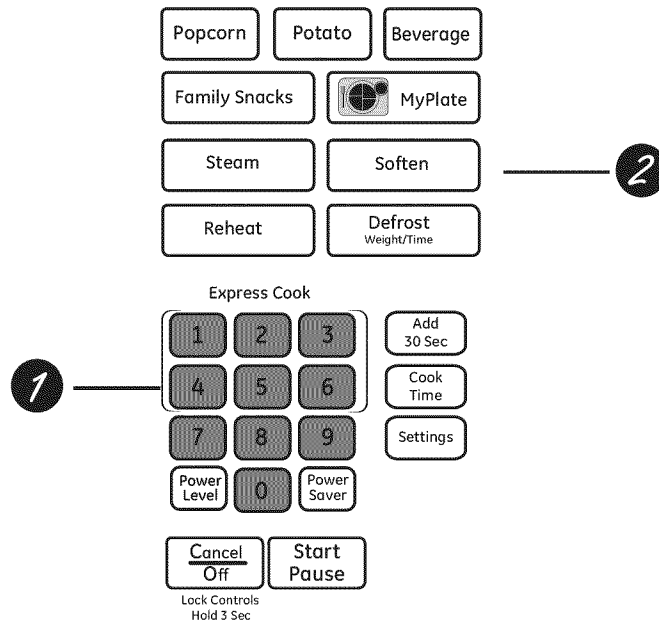 Popcorn Potato Beverage
Family Snacks MyPlate
Steam Soften
2
Reheat Defrost
Weight/Time
Express Cook
1 2 3 Add
30 Sec
1
4 5 6 Cook
Time
7 8 9 Settings
Power
Level 0 Power
Saver
Cancel
Off
Start
Pause
Lock Controls
Hold 3 Sec